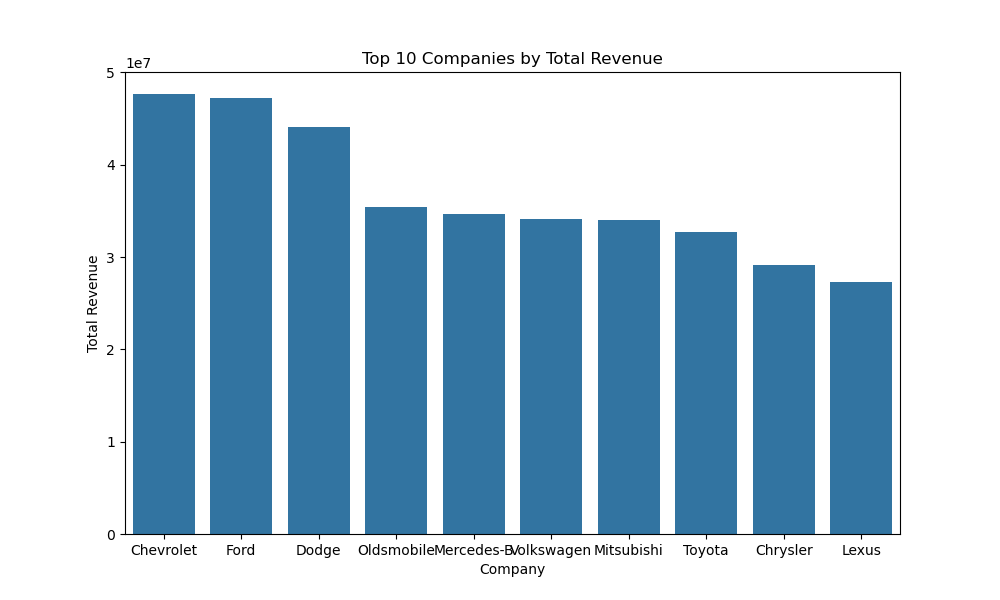 Top 10 Companies by Total Revenue
1e7
5
4
3
2
1
0
Total Revenue
Chevrolet Ford Dodge Oldsmobile Mercedes-B Volkswagen Mitsubishi Toyota Chrysler Lexus
Company